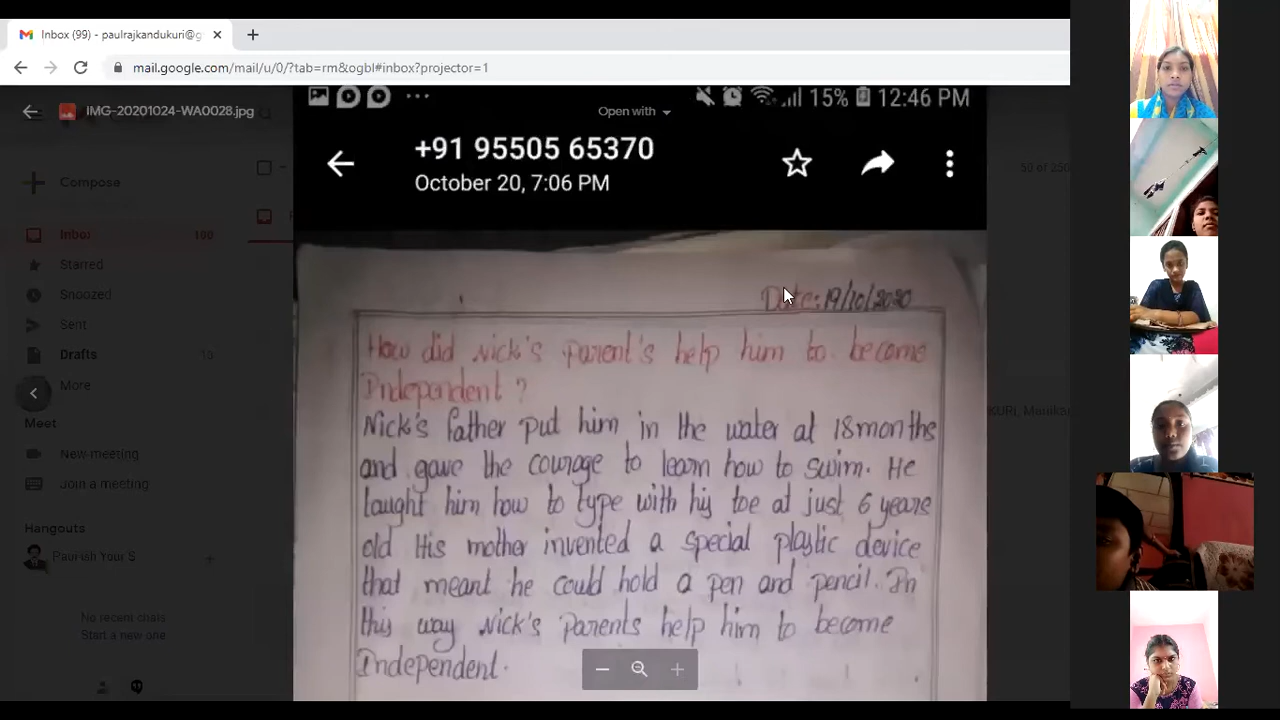 Inbox (99) - paulrajkandukuri@g
mail.google.com/mail/u/0/?tab=rm&ogbl#inbox?projector=1
IMG-20201024-WA0028.jpg
Open with
15% 12:46 PM
+91 95505 65370
October 20, 7:06 PM
Compose
50 of 250
Inbox 100
Starred
Snoozed
Sent
Drafts 13
More
Meet
New meeting
Join a meeting
Hangouts
No recent chats
Start a new one
Date: 19/10/2020
How did Nick's parent's help him to become
Independent?
Nick's father put him in the water at 18months
and gave the courage to learn how to swim. He
taught him how to type with his toe at just 6 years
old His mother invented a special plastic device
that meant he could hold a pen and pencil. In
this way Nick's parents help him to become
Independent.